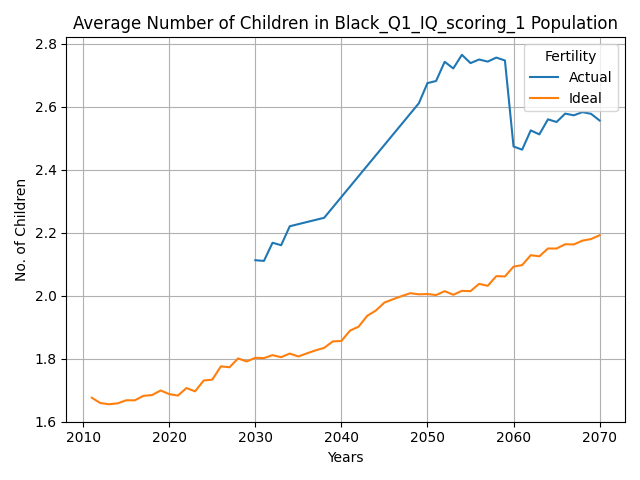 Average Number of Children in Black_Q1_IQ_scoring_1 Population
Fertility
Actual
Ideal
No. of Children
2.8
2.6
2.4
2.2
2.0
1.8
1.6
2010 2020 2030 2040 2050 2060 2070
Years